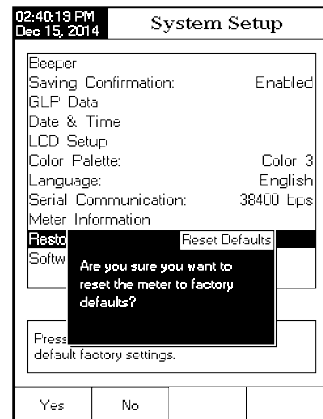 02:40:19 PM
Dec 15, 2014
System Setup
Beeper
Saving Confirmation: Enabled
GLP Data
Date & Time
LCD Setup
Color Palette: Color 3
Language: English
Serial Communication: 38400 bps
Meter Information
Resto
Softw
Reset Defaults
Are you sure you want to
reset the meter to factory
defaults?
Press
default factory settings.
Yes No